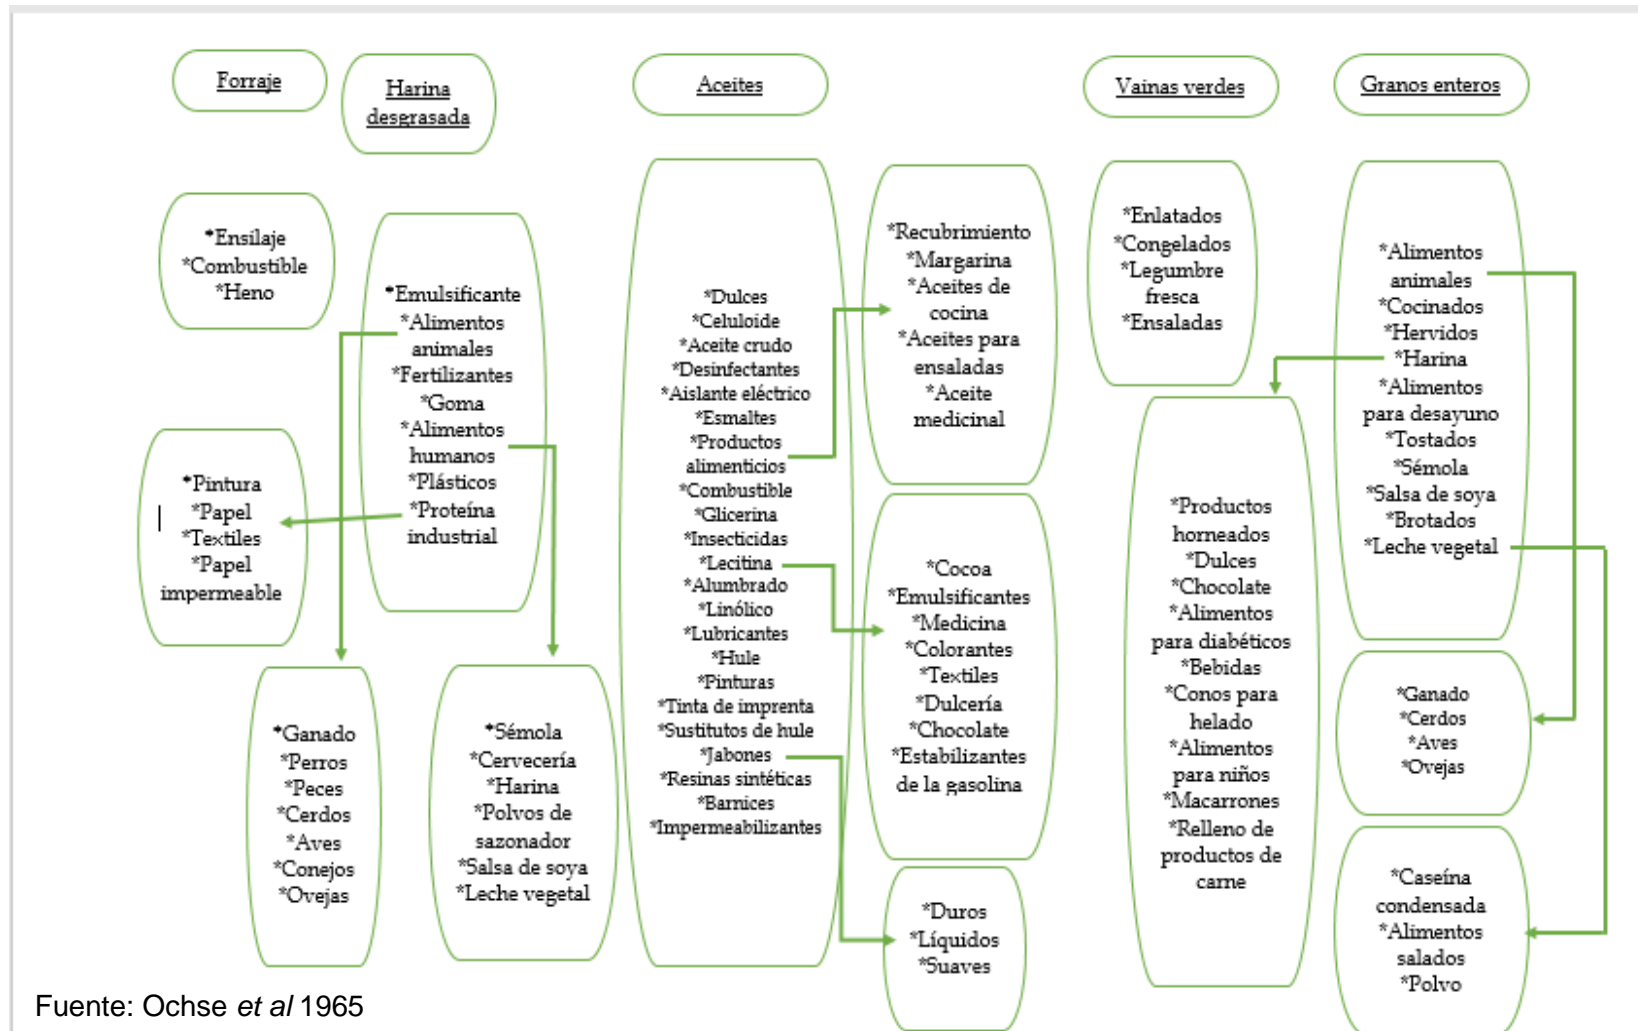 Forraje
Harina
desgrasada
Aceites
Vainas verdes
Granos enteros
*Ensilaje
*Combustible
*Heno
*Emulsificante
*Alimentos
animales
*Fertilizantes
*Goma
*Alimentos
humanos
*Plásticos
*Proteína
industrial
*Pintura
*Papel
*Textiles
*Papel
impermeable
*Ganado
*Perros
*Peces
*Cerdos
*Aves
*Conejos
*Ovejas
*Sémola
*Cervecería
*Harina
*Polvos de
sazonador
*Salsa de soya
*Leche vegetal
*Dulces
*Celuloide
*Aceite crudo
*Desinfectantes
*Aislante eléctrico
*Esmaltes
*Productos
alimenticios
*Combustible
*Glicerina
*Insecticidas
*Lecitina
*Alumbrado
*Linólico
*Lubricantes
*Hule
*Pinturas
*Tinta de imprenta
*Sustitutos de hule
*Jabones
*Resinas sintéticas
*Barnices
*Impermeabilizantes
*Recubrimiento
*Margarina
*Aceites de
cocina
*Aceites para
ensaladas
*Aceite
medicinal
*Cocoa
*Emulsificantes
*Medicina
*Colorantes
*Textiles
*Dulcería
*Chocolate
*Estabilizantes
de la gasolina
*Duros
*Líquidos
*Suaves
*Enlatados
*Congelados
*Legumbre
fresca
*Ensaladas
*Productos
horneados
*Dulces
*Chocolate
*Alimentos
para diabéticos
*Bebidas
*Conos para
helado
*Alimentos
para niños
*Macarrones
*Relleno de
productos de
carne
*Alimentos
animales
*Cocinados
*Hervidos
*Harina
*Alimentos
para desayuno
*Tostados
*Sémola
*Salsa de soya
*Brotados
*Leche vegetal
*Ganado
*Cerdos
*Aves
*Ovejas
*Caseína
condensada
*Alimentos
salados
*Polvo
Fuente: Ochse et al 1965